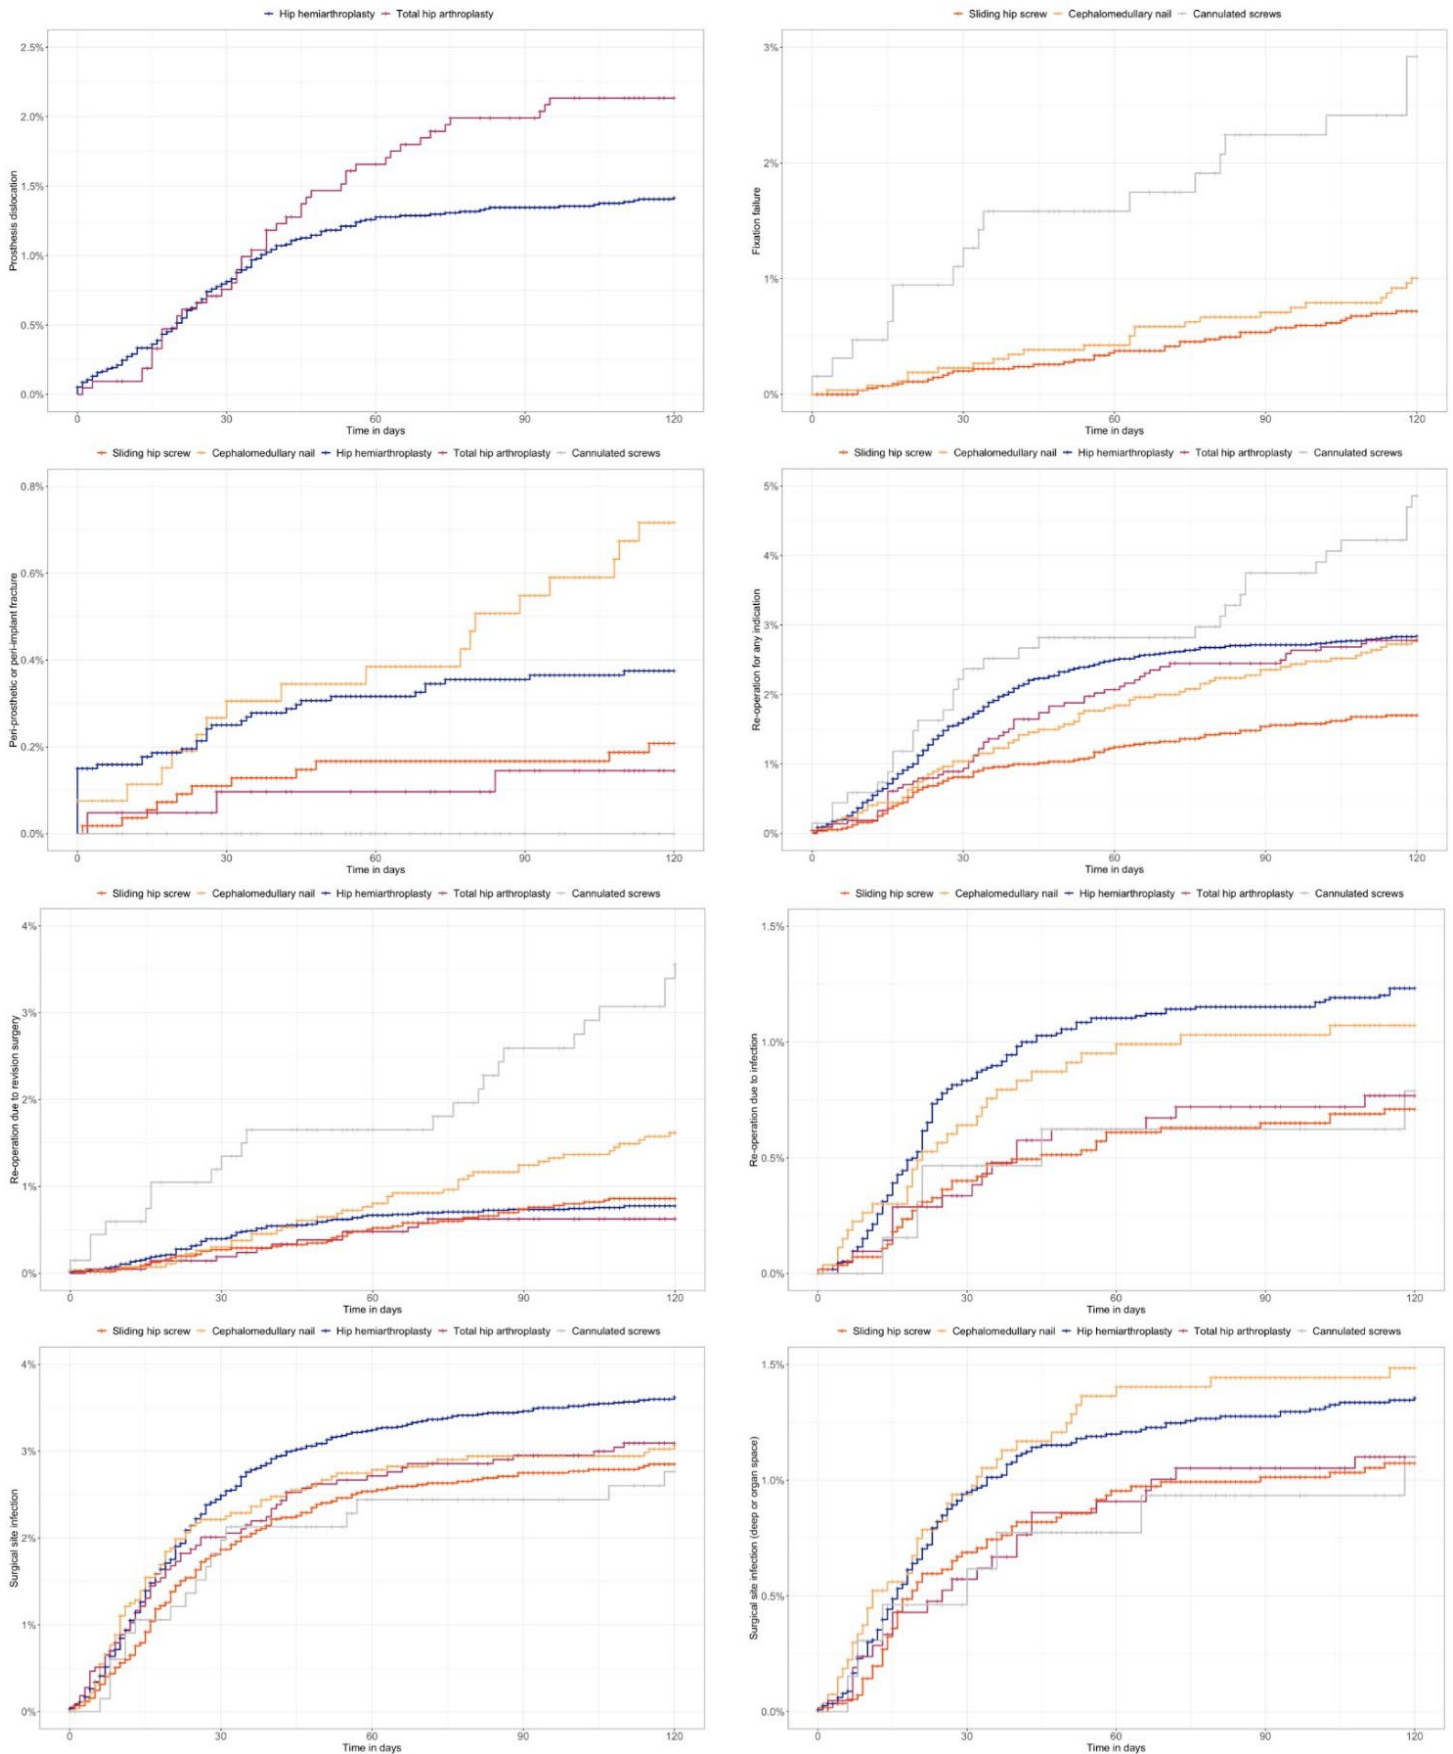 Hip hemiarthroplasty Total hip arthroplasty
2.5%
2.0%
1.5%
1.0%
0.5%
0.0%
Prosthesis dislocation
0 30 60 90 120
Time in days
Sliding hip screw Cephalomedullary nail Cannulated screws
3%
2%
1%
0%
Fixation failure
0 30 60 90 120
Time in days
Sliding hip screw Cephalomedullary nail Hip hemiarthroplasty Total hip arthroplasty Cannulated screws
0.8%
0.6%
0.4%
0.2%
0.0%
Peri-prosthetic or peri-implant fracture
0 30 60 90 120
Time in days
Sliding hip screw Cephalomedullary nail Hip hemiarthroplasty Total hip arthroplasty Cannulated screws
5%
4%
3%
2%
1%
0%
Re-operation for any indication
0 30 60 90 120
Time in days
Sliding hip screw Cephalomedullary nail Hip hemiarthroplasty Total hip arthroplasty Cannulated screws
4%
3%
2%
1%
0%
Re-operation due to revision surgery
0 30 60 90 120
Time in days
Sliding hip screw Cephalomedullary nail Hip hemiarthroplasty Total hip arthroplasty Cannulated screws
1.5%
1.0%
0.5%
0.0%
Re-operation due to infection
0 30 60 90 120
Time in days
Sliding hip screw Cephalomedullary nail Hip hemiarthroplasty Total hip arthroplasty Cannulated screws
4%
3%
2%
1%
0%
Surgical site infection
0 30 60 90 120
Time in days
Sliding hip screw Cephalomedullary nail Hip hemiarthroplasty Total hip arthroplasty Cannulated screws
1.5%
1.0%
0.5%
0.0%
Surgical site infection (deep or organ space)
0 30 60 90 120
Time in days